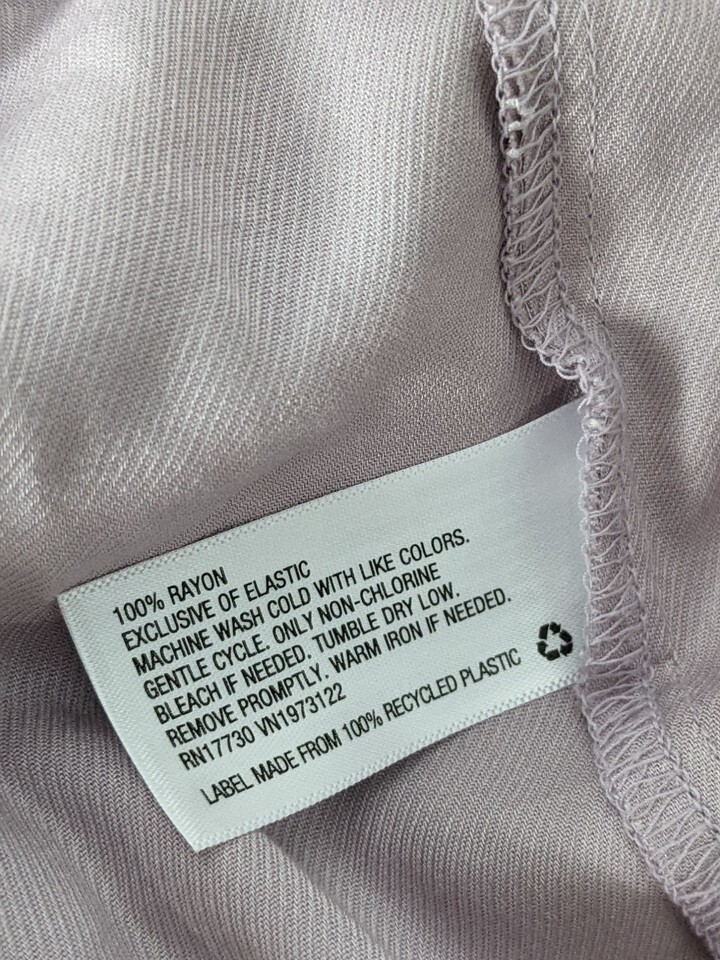 100% RAYON
EXCLUSIVE OF ELASTIC
MACHINE WASH COLD WITH LIKE COLORS.
GENTLE CYCLE. ONLY NON-CHLORINE
BLEACH IF NEEDED. TUMBLE DRY LOW.
REMOVE PROMPTLY. WARM IRON IF NEEDED.
RN17730 VN1973122
LABEL MADE FROM 100% RECYCLED PLASTIC